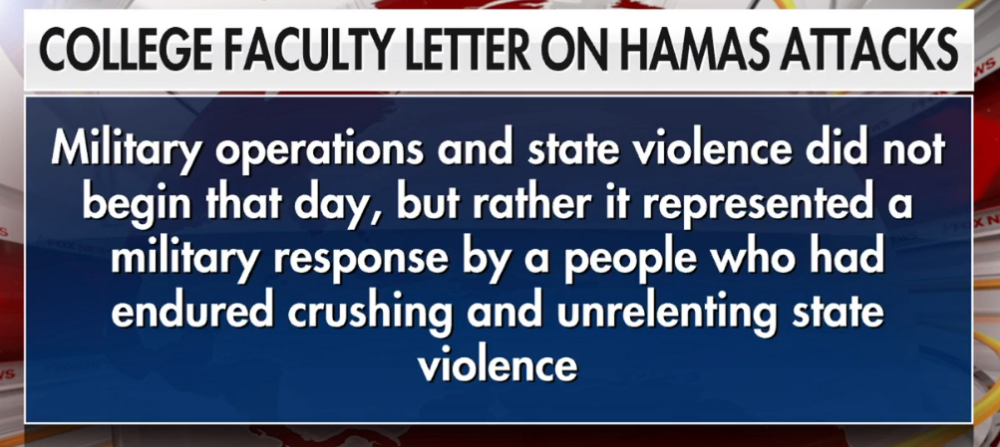 COLLEGE FACULTY LETTER ON HAMAS ATTACKS
Military operations and state violence did not
begin that day, but rather it represented a
military response by a people who had
endured crushing and unrelenting state
violence